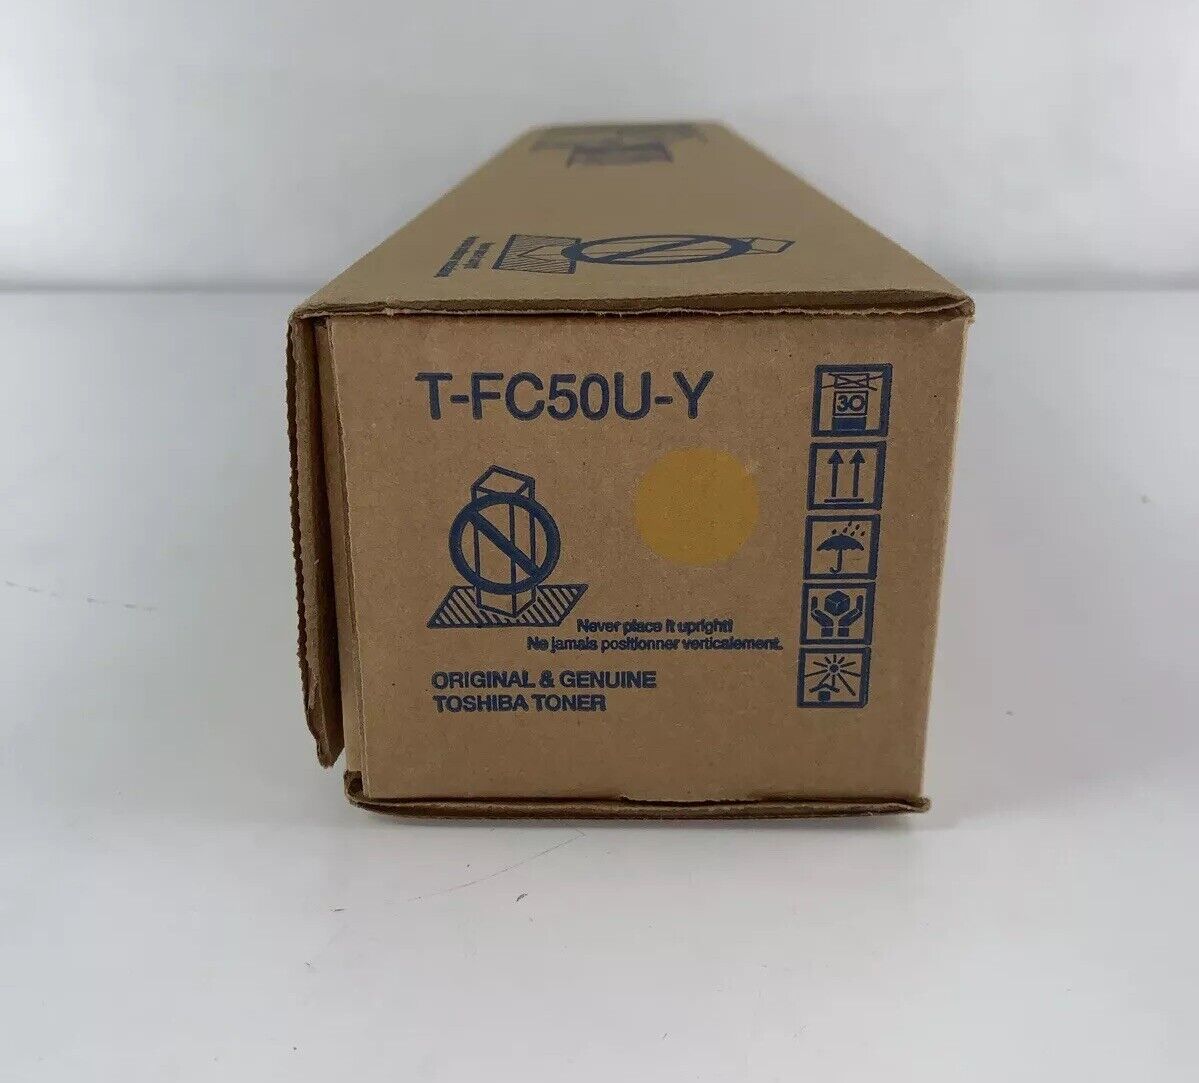 T-FC50U-Y
30
Never place it upright!
Ne jamais positionner verticalement.
ORIGINAL & GENUINE
TOSHIBA TONER